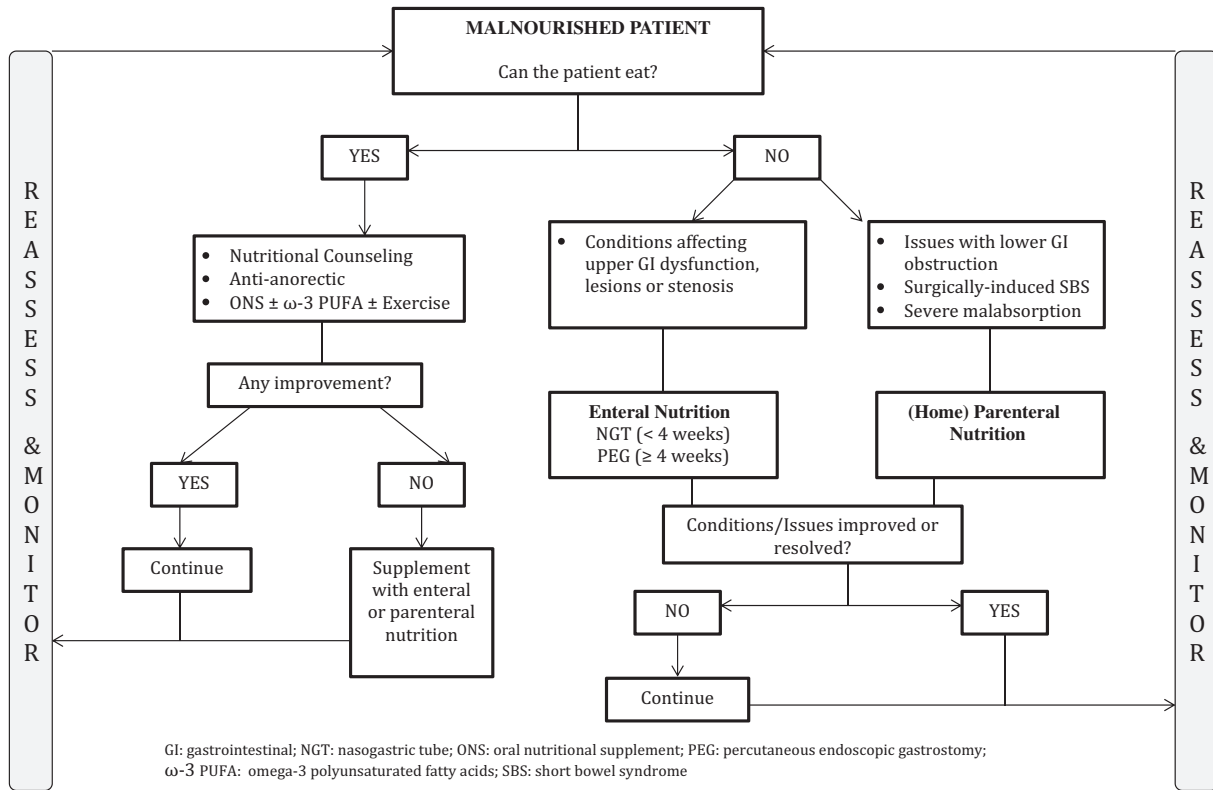 MALNOURISHED PATIENT
Can the patient eat?
YES
NO
• Nutritional Counseling
• Anti-anorectic
• ONS ± ω-3 PUFA ± Exercise
• Conditions affecting
upper GI dysfunction,
lesions or stenosis
• Issues with lower GI
obstruction
• Surgically-induced SBS
• Severe malabsorption
Any improvement?
Enteral Nutrition
NGT (< 4 weeks)
PEG (≥ 4 weeks)
(Home) Parenteral
Nutrition
YES
NO
Conditions/Issues improved or
resolved?
Continue
Supplement
with enteral
or parenteral
nutrition
NO
YES
Continue
REASSESS &MONITOR
REASSESS &MONITOR
GI: gastrointestinal; NGT: nasogastric tube; ONS: oral nutritional supplement; PEG: percutaneous endoscopic gastrostomy;
ω-3 PUFA: omega-3 polyunsaturated fatty acids; SBS: short bowel syndrome